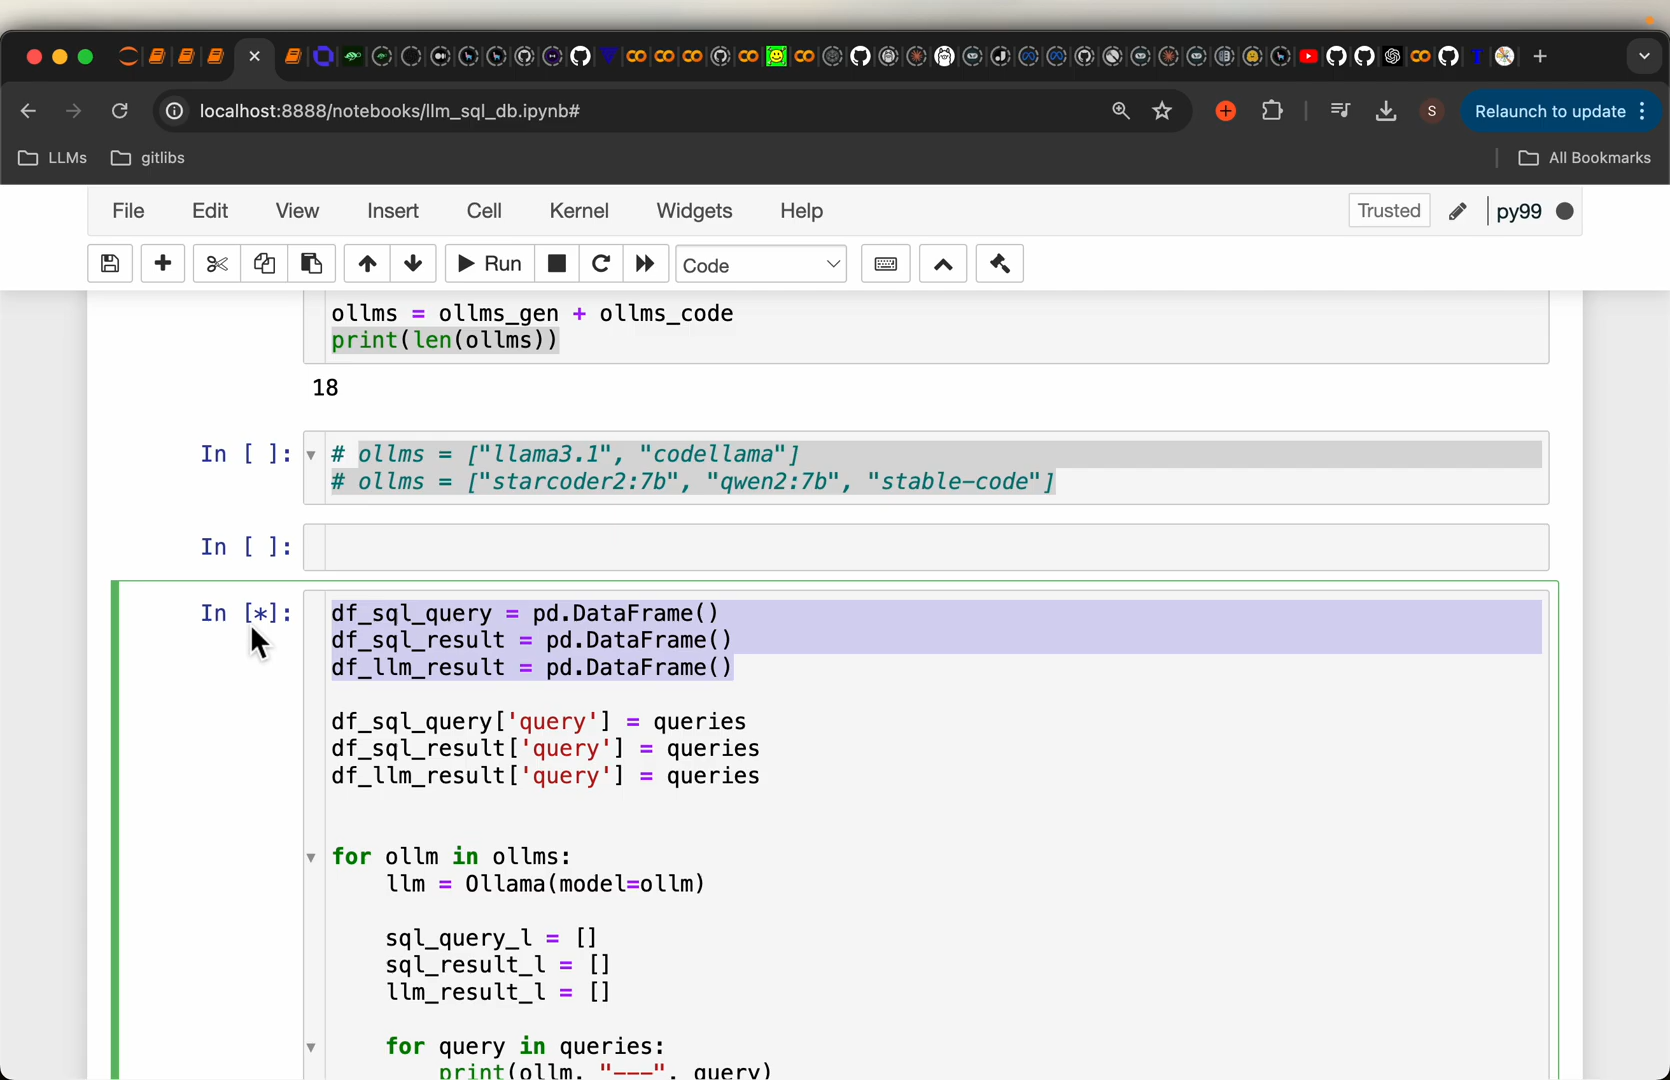 localhost:8888/notebooks/llm_sql_db.ipynb#
S
Relaunch to update
LLMs
gitlibs
All Bookmarks
File Edit View Insert Cell Kernel Widgets Help
Trusted
py99
Run
Code
ollms = ollms_gen + ollms_code
print(len(ollms))
18
In [ ]:
# ollms = ["llama3.1", "codellama"]
# ollms = ["starcoder2:7b", "qwen2:7b", "stable-code"]
In [ ]:
In [*]:
df_sql_query = pd.DataFrame()
df_sql_result = pd.DataFrame()
df_llm_result = pd.DataFrame()
df_sql_query['query'] = queries
df_sql_result['query'] = queries
df_llm_result['query'] = queries
for ollm in ollms:
llm = Ollama(model=ollm)
sql_query_l = []
sql_result_l = []
llm_result_l = []
for query in queries:
print(ollm, "---", query)